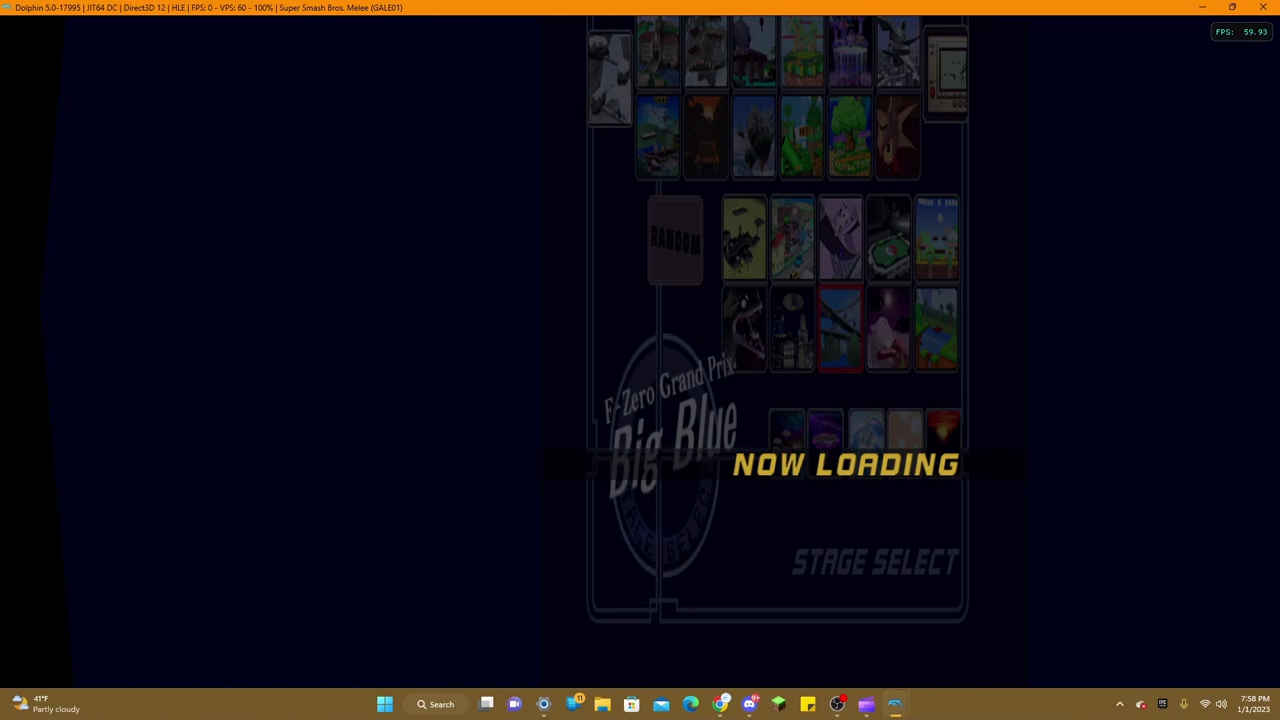 Dolphin 5.0-17995 | JIT64 DC | Direct3D 12 | HLE | FPS: 0 - VPS: 60 - 100% | Super Smash Bros. Melee (GALE01)
FPS: 59.93
RANDOM
F-Zero Grand Prix
Big Blue
NOW LOADING
STAGE SELECT
41°F
Partly cloudy
Search
11
9+
7:58 PM
1/1/2023